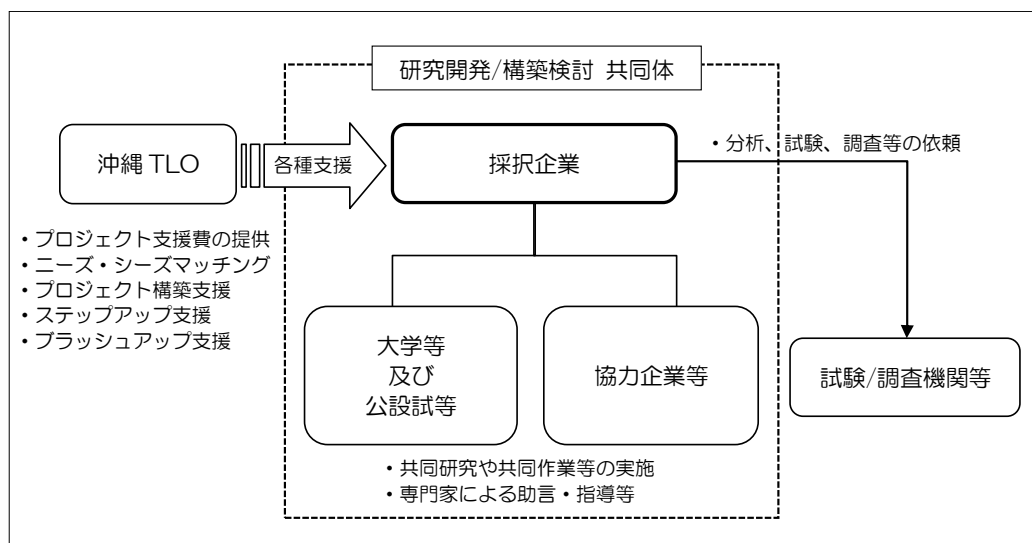 研究開発/構築検討 共同体
沖縄 TLO
各種支援
採択企業
・分析、試験、調査等の依頼
・プロジェクト支援費の提供
・ニーズ・シーズマッチング
・プロジェクト構築支援
・ステップアップ支援
・ブラッシュアップ支援
大学等
及び
公設試等
協力企業等
試験/調査機関等
・共同研究や共同作業等の実施
・専門家による助言・指導等